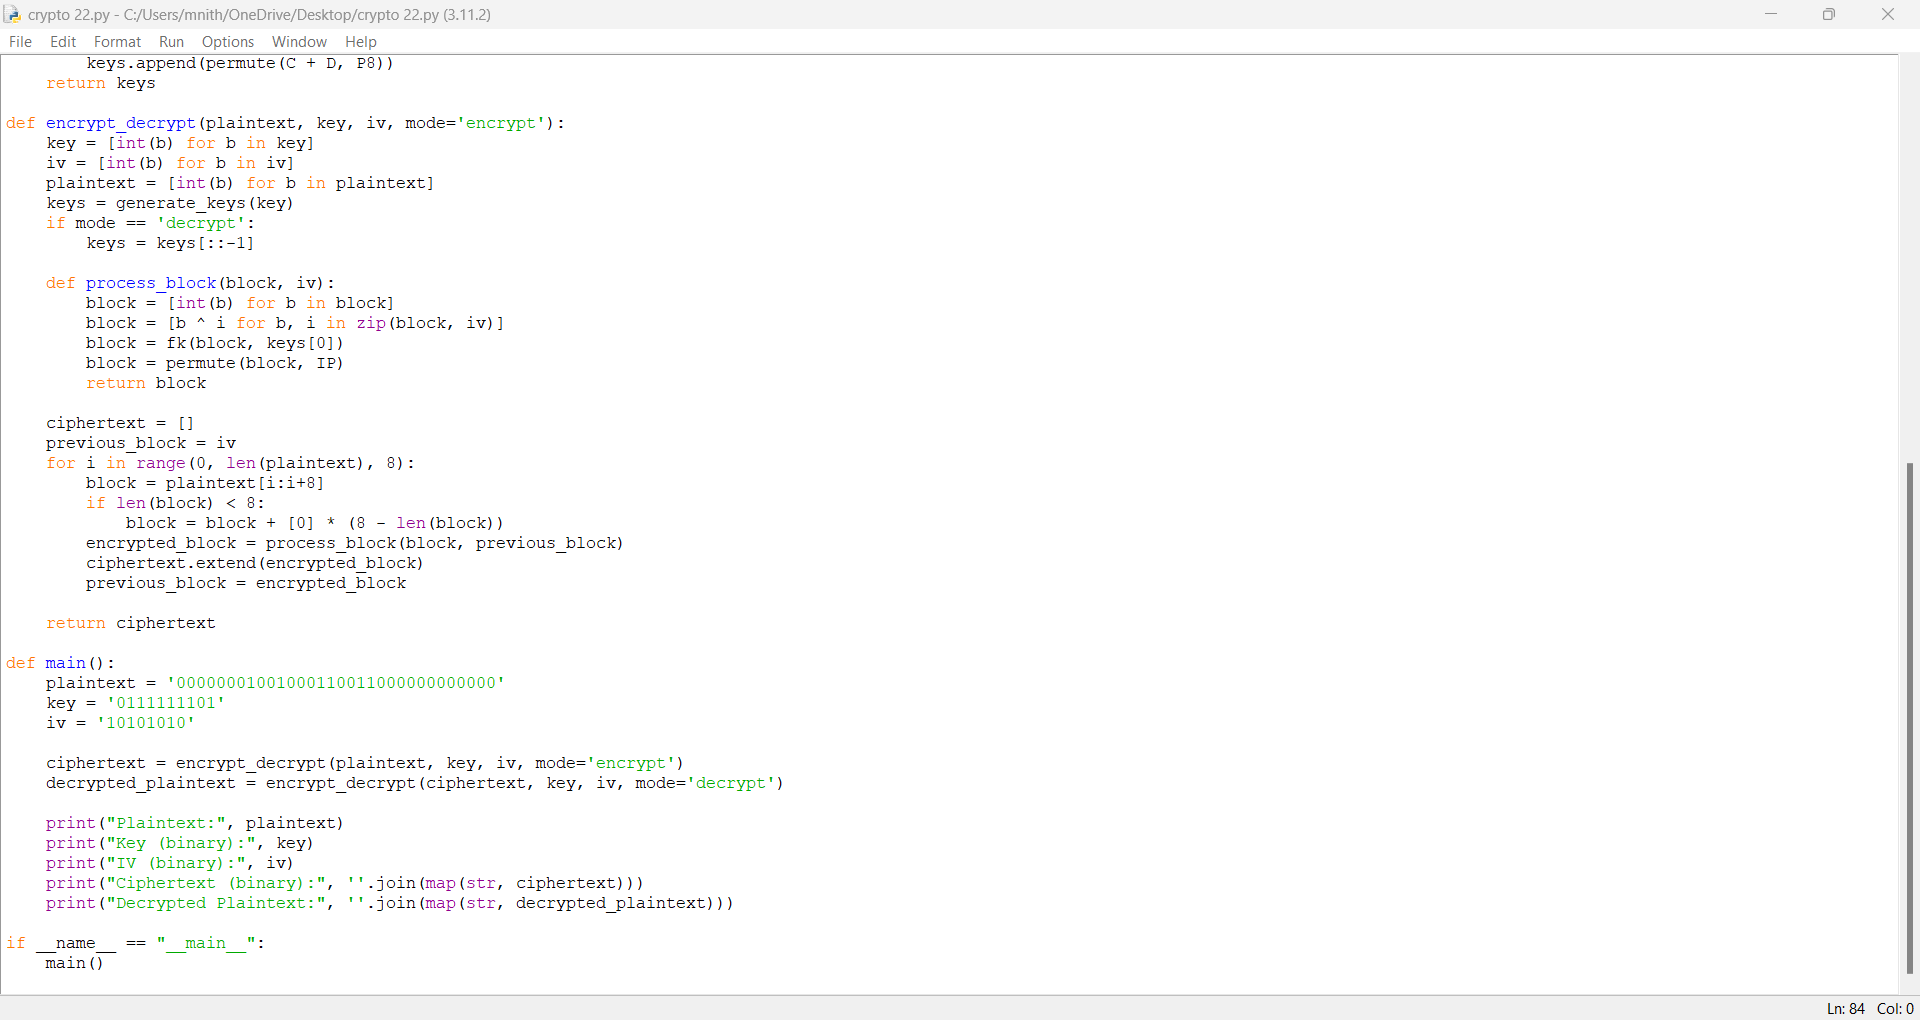 crypto 22.py - C:/Users/mnith/OneDrive/Desktop/crypto 22.py (3.11.2)
File Edit Format Run Options Window Help
        keys.append(permute(C + D, P8))
    return keys

def encrypt_decrypt(plaintext, key, iv, mode='encrypt'):
    key = [int(b) for b in key]
    iv = [int(b) for b in iv]
    plaintext = [int(b) for b in plaintext]
    keys = generate_keys(key)
    if mode == 'decrypt':
        keys = keys[::-1]

    def process_block(block, iv):
        block = [int(b) for b in block]
        block = [b ^ i for b, i in zip(block, iv)]
        block = fk(block, keys[0])
        block = permute(block, IP)
        return block

    ciphertext = []
    previous_block = iv
    for i in range(0, len(plaintext), 8):
        block = plaintext[i:i+8]
        if len(block) < 8:
            block = block + [0] * (8 - len(block))
        encrypted_block = process_block(block, previous_block)
        ciphertext.extend(encrypted_block)
        previous_block = encrypted_block

    return ciphertext

def main():
    plaintext = '00000001001000110011000000000000'
    key = '0111111101'
    iv = '10101010'

    ciphertext = encrypt_decrypt(plaintext, key, iv, mode='encrypt')
    decrypted_plaintext = encrypt_decrypt(ciphertext, key, iv, mode='decrypt')

    print("Plaintext:", plaintext)
    print("Key (binary):", key)
    print("IV (binary):", iv)
    print("Ciphertext (binary):", ''.join(map(str, ciphertext)))
    print("Decrypted Plaintext:", ''.join(map(str, decrypted_plaintext)))

if __name__ == "__main__":
    main()
Ln: 84 Col: 0